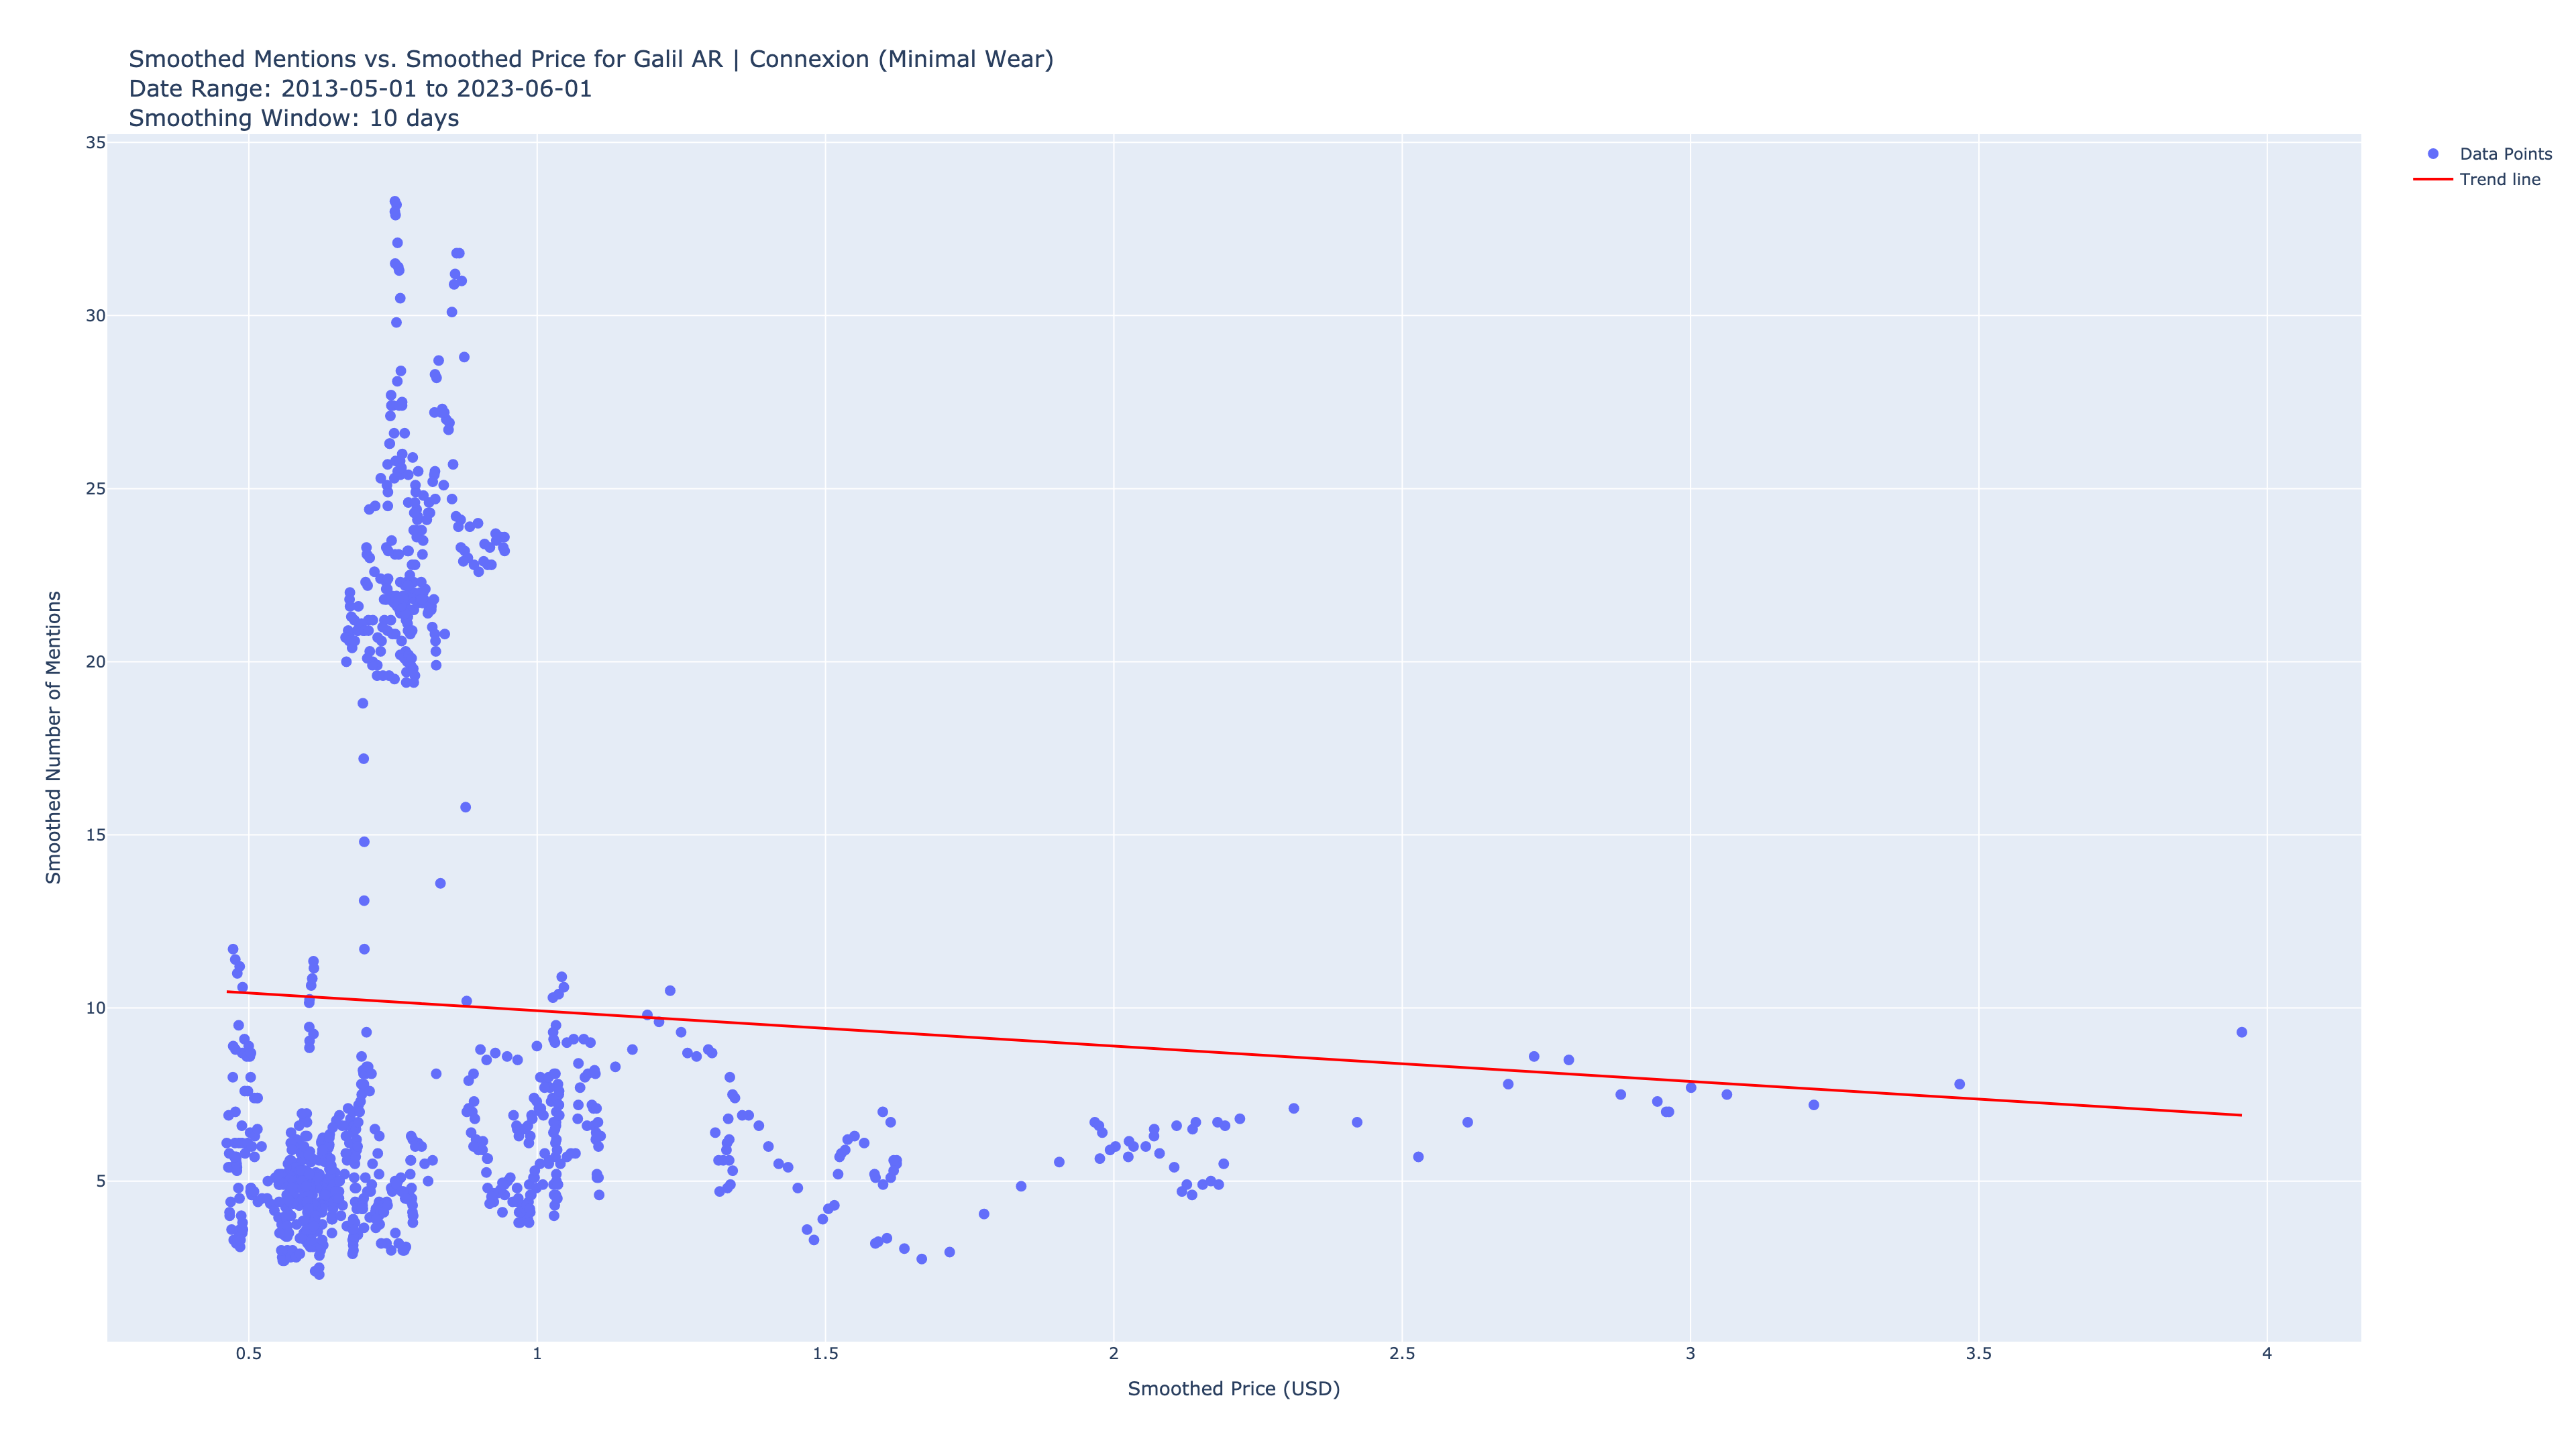 Smoothed Mentions vs. Smoothed Price for Galil AR | Connexion (Minimal Wear)
Date Range: 2013-05-01 to 2023-06-01
Smoothing Window: 10 days
Data Points
Trend line
Smoothed Number of Mentions
35
30
25
20
15
10
5
0.5
1
1.5
2
2.5
3
3.5
4
Smoothed Price (USD)